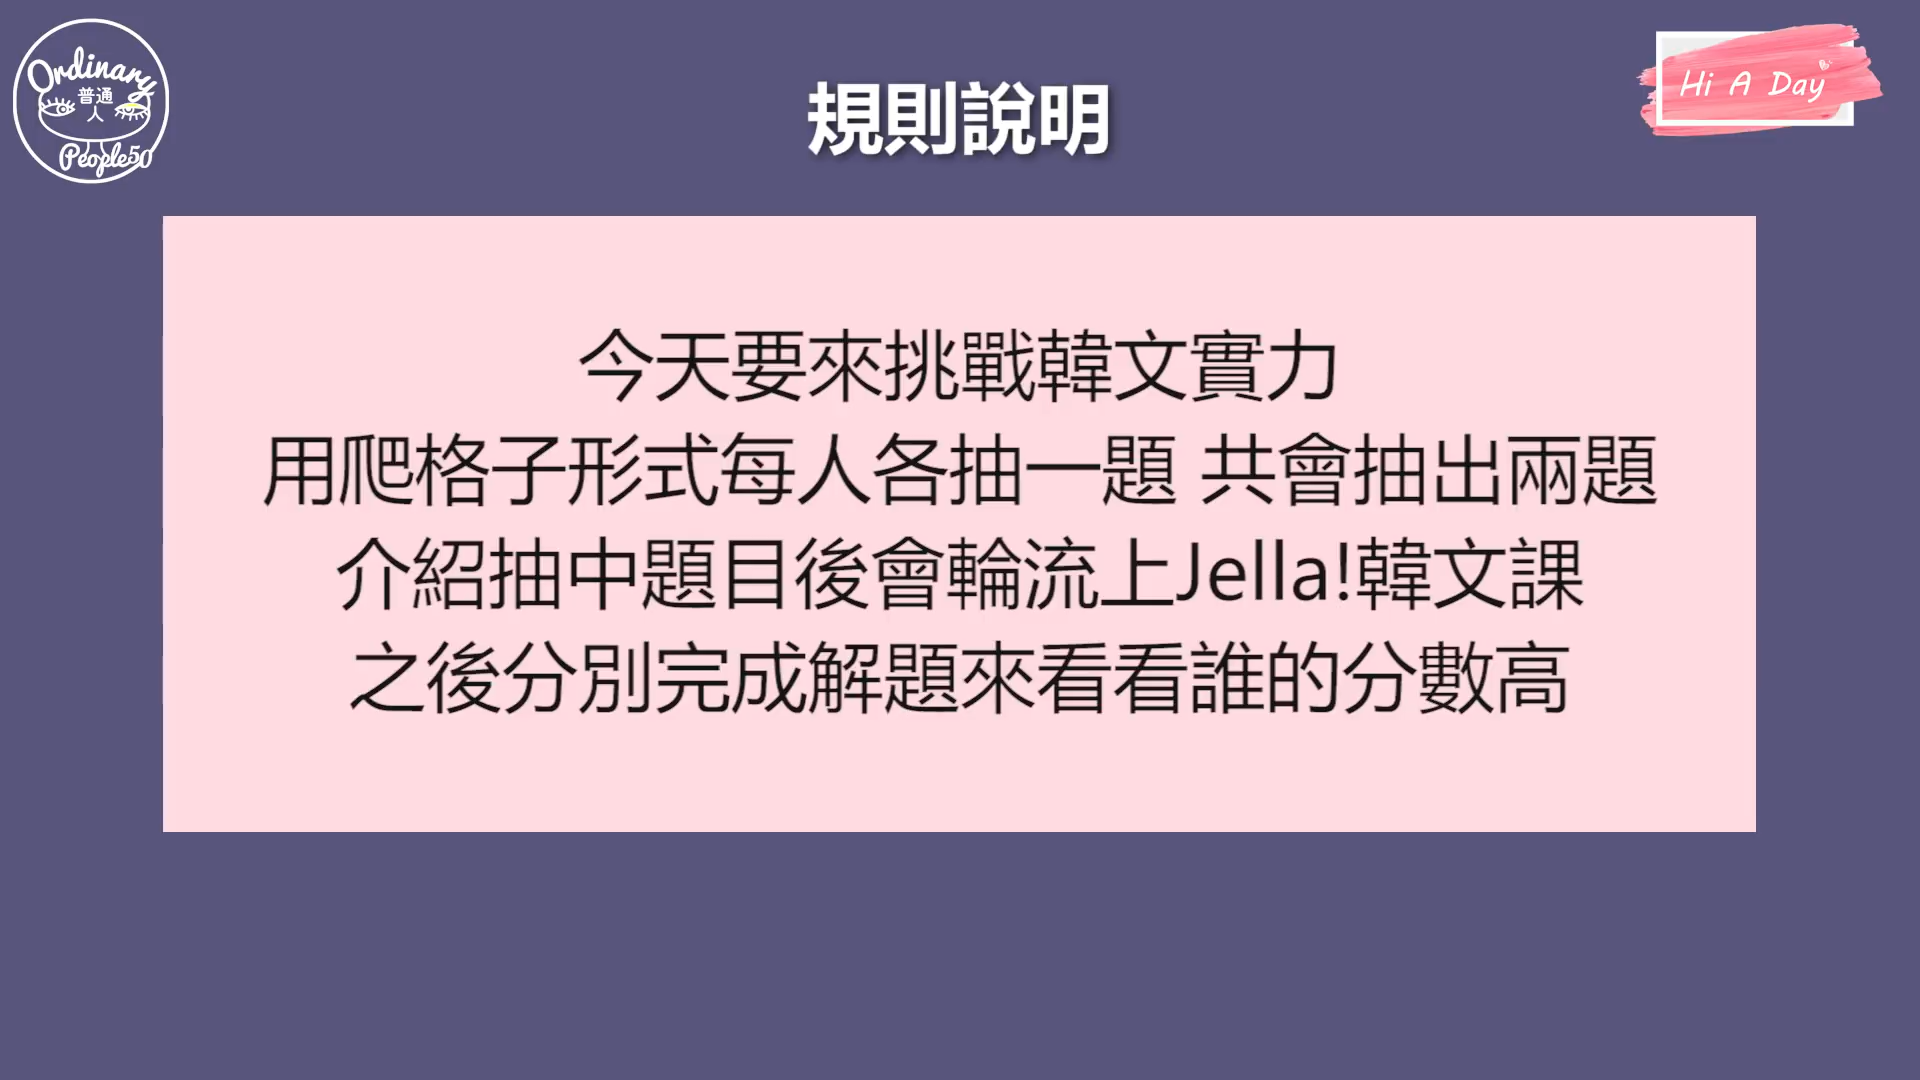 Ordinary
普通
人
People50
Hi A Day
規則說明
今天要來挑戰韓文實力
用爬格子形式每人各抽一題 共會抽出兩題
介紹抽中題目後會輪流上Jella!韓文課
之後分別完成解題來看看誰的分數高